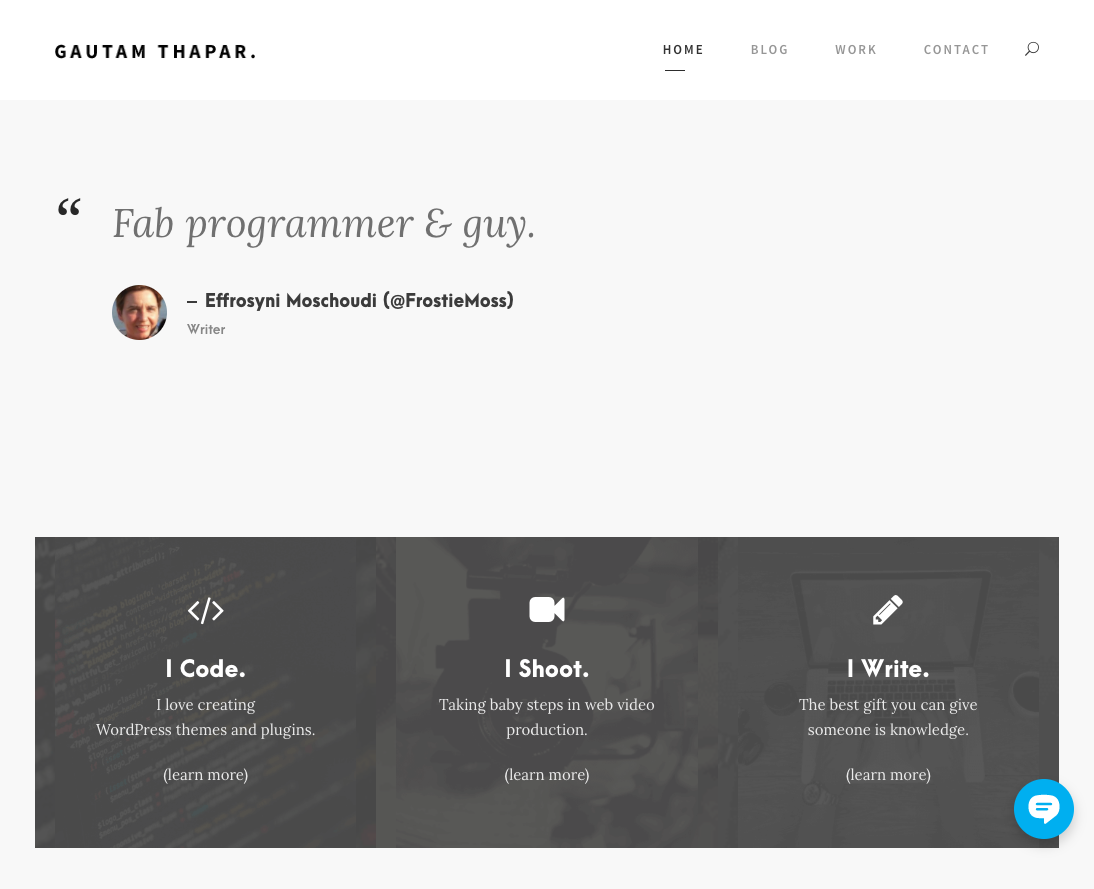 GAUTAM THAPAR.
HOME BLOG WORK CONTACT
“ Fab programmer & guy.
– Effrosyni Moschoudi (@FrostieMoss)
Writer
I Code.
I love creating
WordPress themes and plugins.
(learn more)
I Shoot.
Taking baby steps in web video
production.
(learn more)
I Write.
The best gift you can give
someone is knowledge.
(learn more)